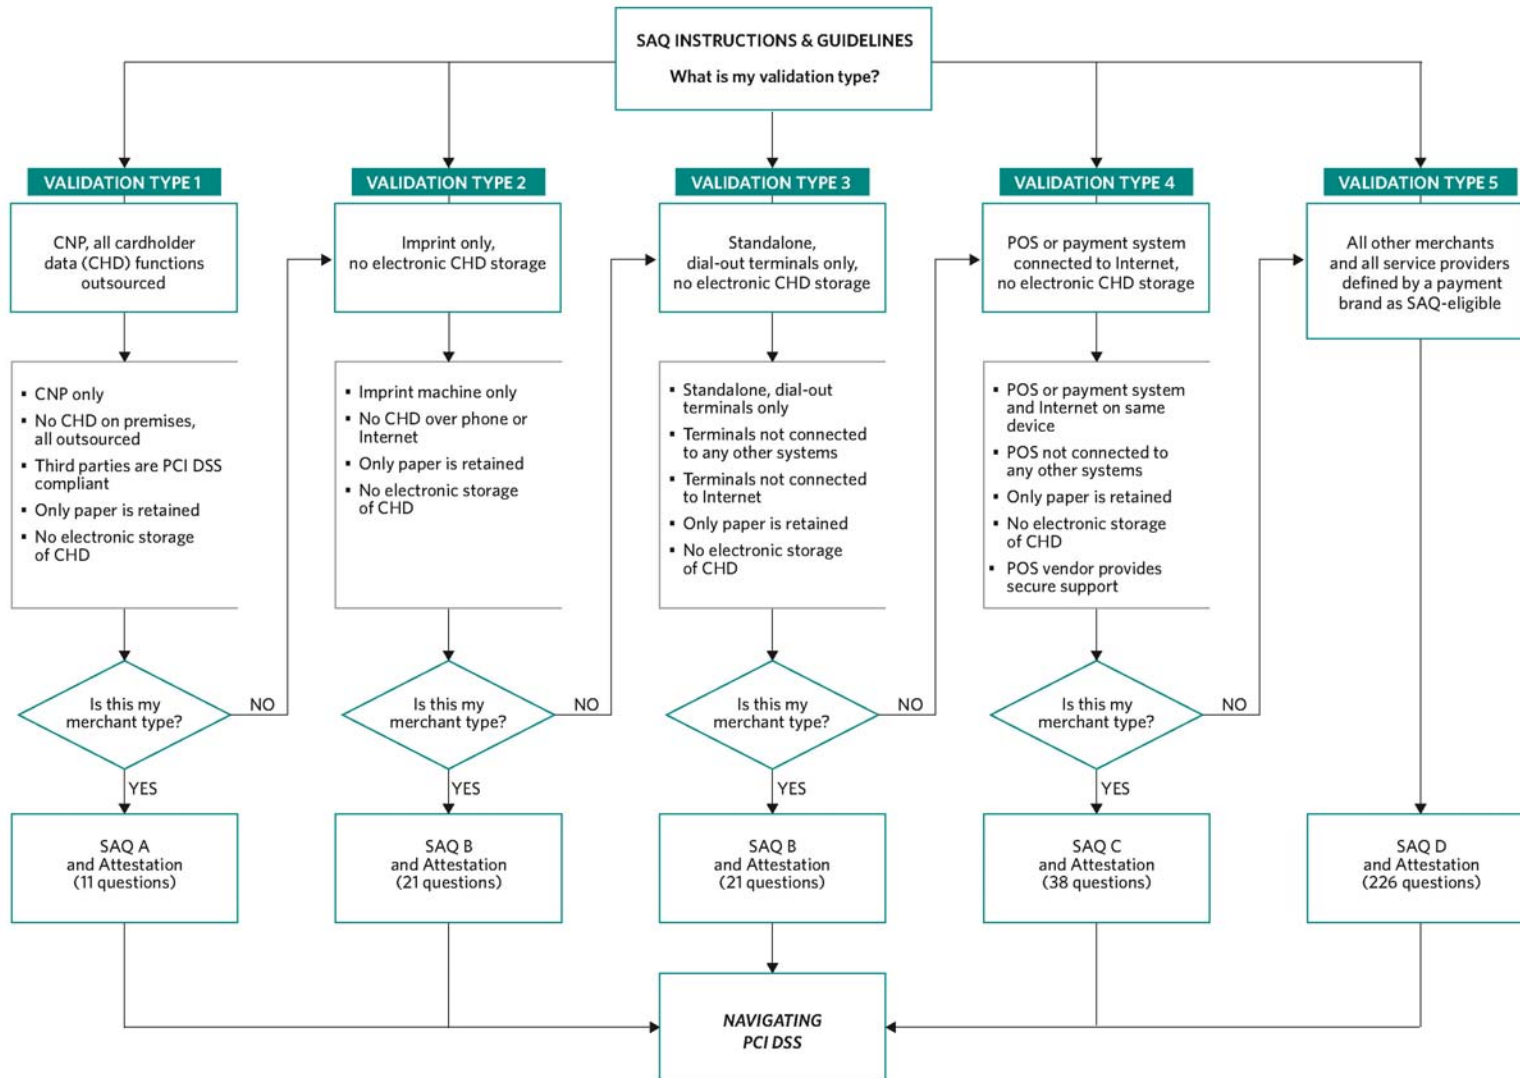 SAQ INSTRUCTIONS & GUIDELINES
What is my validation type?
VALIDATION TYPE 1
CNP, all cardholder
data (CHD) functions
outsourced
▪ CNP only
▪ No CHD on premises,
all outsourced
▪ Third parties are PCI DSS
compliant
▪ Only paper is retained
▪ No electronic storage
of CHD
Is this my
merchant type?
NO
YES
SAQ A
and Attestation
(11 questions)
VALIDATION TYPE 2
Imprint only,
no electronic CHD storage
▪ Imprint machine only
▪ No CHD over phone or
Internet
▪ Only paper is retained
▪ No electronic storage
of CHD
Is this my
merchant type?
NO
YES
SAQ B
and Attestation
(21 questions)
VALIDATION TYPE 3
Standalone,
dial-out terminals only,
no electronic CHD storage
▪ Standalone, dial-out
terminals only
▪ Terminals not connected
to any other systems
▪ Terminals not connected
to Internet
▪ Only paper is retained
▪ No electronic storage
of CHD
Is this my
merchant type?
NO
YES
SAQ B
and Attestation
(21 questions)
VALIDATION TYPE 4
POS or payment system
connected to Internet,
no electronic CHD storage
▪ POS or payment system
and Internet on same
device
▪ POS not connected to
any other systems
▪ Only paper is retained
▪ No electronic storage
of CHD
▪ POS vendor provides
secure support
Is this my
merchant type?
NO
YES
SAQ C
and Attestation
(38 questions)
VALIDATION TYPE 5
All other merchants
and all service providers
defined by a payment
brand as SAQ-eligible
SAQ D
and Attestation
(226 questions)
NAVIGATING
PCI DSS